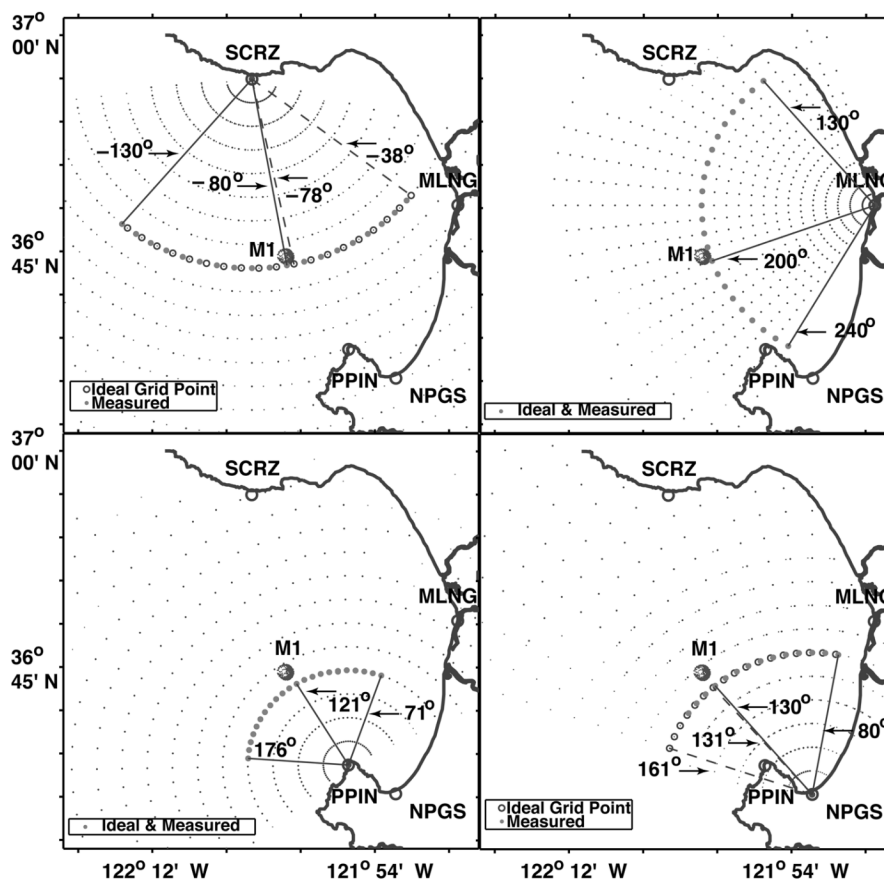 37°
00' N
SCRZ
−130°
−38°
−80°
−78°
MLNG
M1
36°
45' N
PPIN
NPGS
Ideal Grid Point
Measured
SCRZ
130°
MLNG
M1
200°
240°
PPIN
NPGS
Ideal & Measured
37°
00' N
SCRZ
MLNG
M1
36°
45' N
121°
71°
176°
PPIN
NPGS
Ideal & Measured
122° 12' W
121° 54' W
SCRZ
MLNG
M1
130°
131°
80°
161°
PPIN
NPGS
Ideal Grid Point
Measured
122° 12' W
121° 54' W